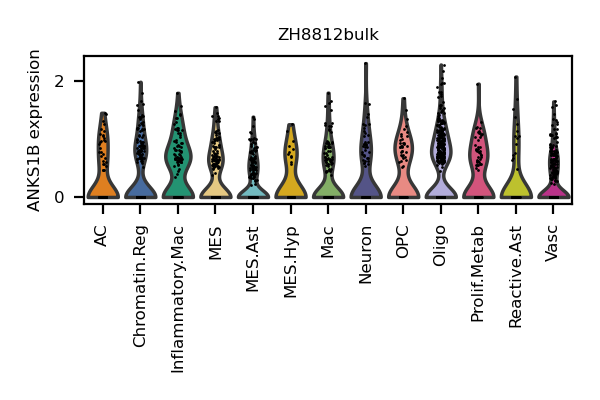 ZH8812bulk
ANKS1B expression
2
0
AC
Chromatin.Reg
Inflammatory.Mac
MES
MES.Ast
MES.Hyp
Mac
Neuron
OPC
Oligo
Prolif.Metab
Reactive.Ast
Vasc